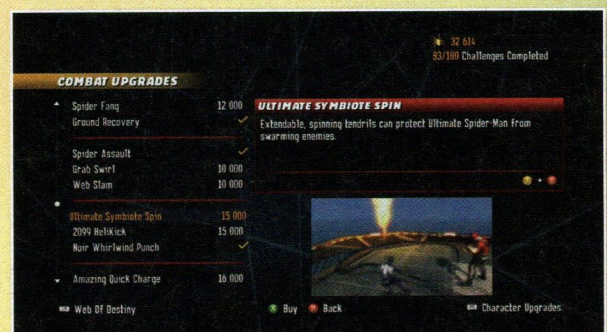 32 614
93/180 Challenges Completed
COMBAT UPGRADES
Spider Fang 12 000
Ground Recovery
Spider Assault
Grab Swirl 10 000
Web Slam 10 000
Ultimate Symbiote Spin 15 000
2099 HeliKick 15 000
Noir Whirlwind Punch
Amazing Quick Charge 16 000
ULTIMATE SYMBIOTE SPIN
Extendable, spinning tendrils can protect Ultimate Spider-Man from
swarming enemies.
Y + B
Web Of Destiny
X Buy B Back
Character Upgrades